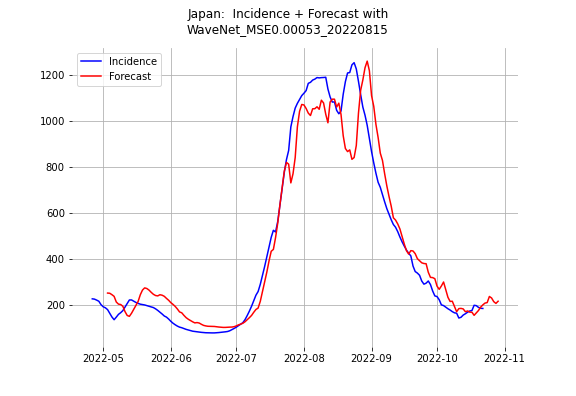 Japan:  Incidence + Forecast with
WaveNet_MSE0.00053_20220815
Incidence
Forecast
1200
1000
800
600
400
200
2022-05 2022-06 2022-07 2022-08 2022-09 2022-10 2022-11